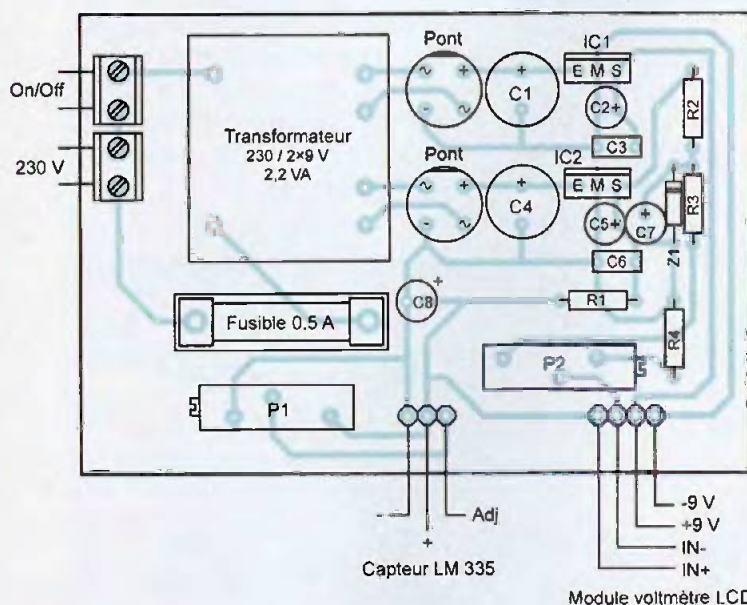 On/Off
230 V
Transformateur
230 / 2×9 V
2,2 VA
Pont
~ +
- ~
C1
IC1
E M S
C2+
C3
R2
Pont
~ +
- ~
C4
IC2
E M S
C5+
C7
+
C6
Z1
R3
C8
+
R1
R4
Fusible 0.5 A
P1
P2
-
+
Adj
Capteur LM 335
-9 V
+9 V
IN-
IN+
Module voltmètre LCD